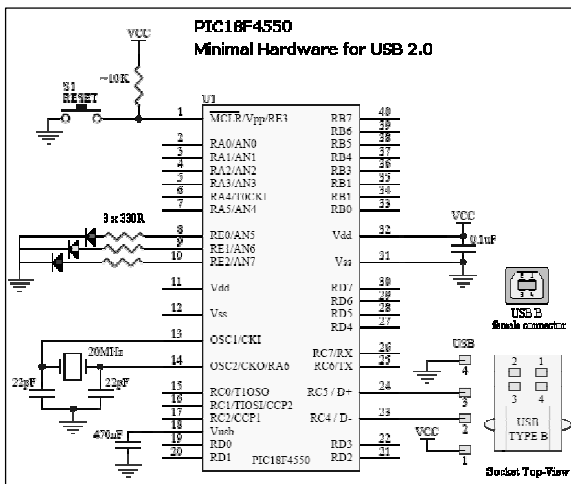 PIC18F4550
Minimal Hardware for USB 2.0
VCC
~10K
S1
RESET
U1
1 MCLR/Vpp/RE3 RB7 40
RB6 39
2 RA0/AN0 RB5 38
3 RA1/AN1 RB4 37
4 RA2/AN2 RB3 36
5 RA3/AN3 RB1 35
6 RA4/T0CKI RB1 34
7 RA5/AN4 RB0 33
3 x 330R
VCC
8 RE0/AN5 Vdd 32
0.1uF
9 RE1/AN6
10 RE2/AN7 Vss 31
11 Vdd RD7 30
RD6 29
12 Vss RD5 28
RD4 27
USB B
female connector
13 OSC1/CKI
RC7/RX 26
20MHz
14 OSC2/CKO/RA6 RC6/TX 25
USB
4
22pF 22pF
15 RC0/T1OSO RC5 / D+ 24
3
16 RC1/T1OSI/CCP2
17 RC2/CCP1 RC4 / D- 23
2
18 Vusb
470nF
19 RD0 RD3 22
20 RD1 RD2 21
VCC
1
PIC18F4550
2 1
3 4
USB
TYPE B
Socket Top-View